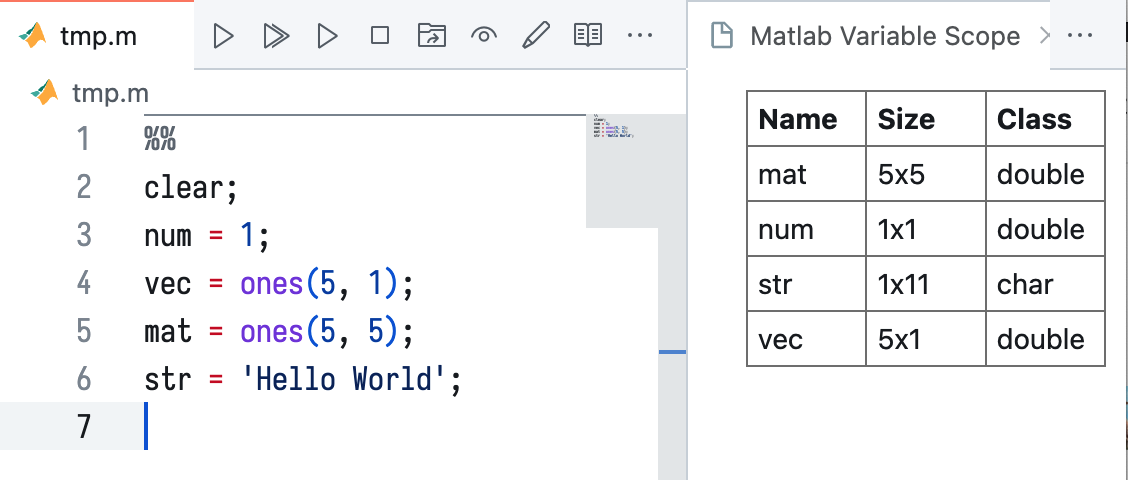 tmp.m
Matlab Variable Scope
tmp.m
1 %%
2 clear;
3 num = 1;
4 vec = ones(5, 1);
5 mat = ones(5, 5);
6 str = 'Hello World';
7
Name Size Class
mat 5x5 double
num 1x1 double
str 1x11 char
vec 5x1 double